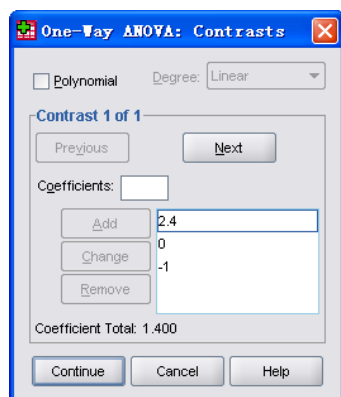 One-Way ANOVA: Contrasts
Polynomial Degree: Linear
Contrast 1 of 1
Previous Next
Coefficients:
Add
2.4
0
Change
-1
Remove
Coefficient Total: 1.400
Continue Cancel Help